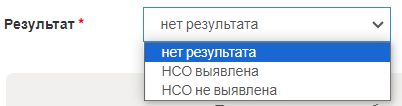 Результат * нет результата
нет результата
НСО выявлена
НСО не выявлена